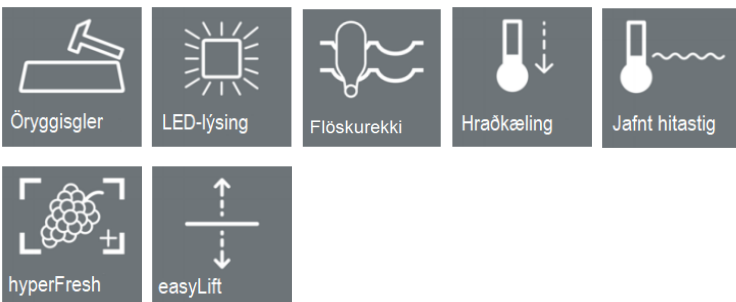 Öryggisgler
LED-lýsing
Flöskurekki
Hraðkæling
Jafnt hitastig
hyperFresh
easyLift